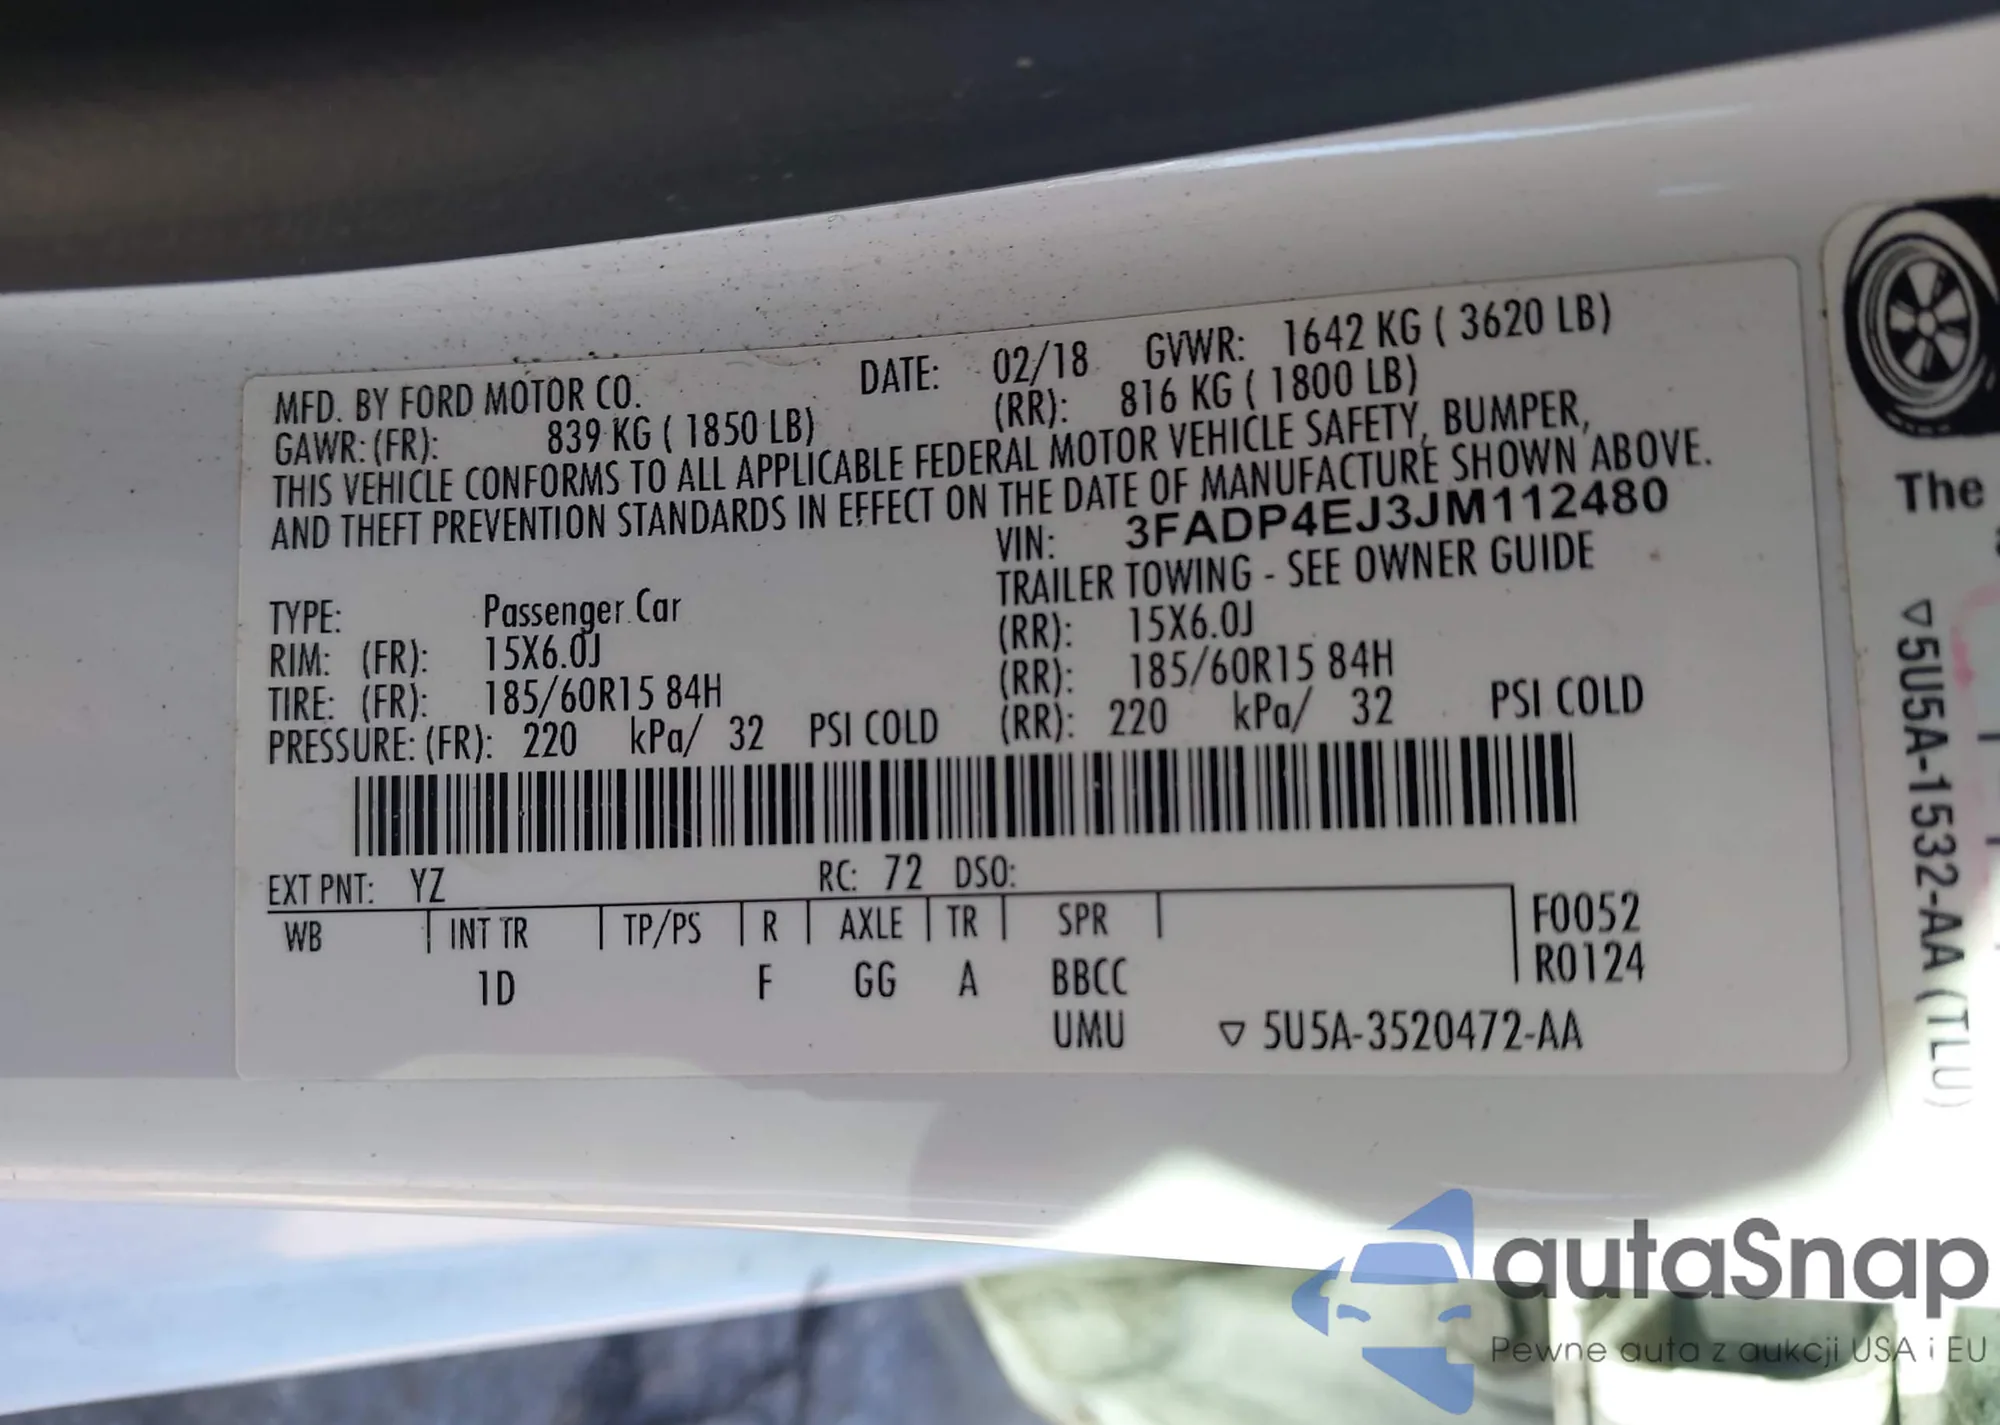 MFD. BY FORD MOTOR CO. DATE: 02/18 GVWR: 1642 KG ( 3620 LB)
GAWR: (FR): 839 KG ( 1850 LB) (RR): 816 KG ( 1800 LB)
THIS VEHICLE CONFORMS TO ALL APPLICABLE FEDERAL MOTOR VEHICLE SAFETY, BUMPER,
AND THEFT PREVENTION STANDARDS IN EFFECT ON THE DATE OF MANUFACTURE SHOWN ABOVE.
VIN: 3FADP4EJ3JM112480
TRAILER TOWING - SEE OWNER GUIDE
TYPE: Passenger Car
RIM: (FR): 15X6.0J (RR): 15X6.0J
TIRE: (FR): 185/60R15 84H (RR): 185/60R15 84H
PRESSURE: (FR): 220 kPa/ 32 PSI COLD (RR): 220 kPa/ 32 PSI COLD
EXT PNT: YZ RC: 72 DSO:
WB INT TR TP/PS R AXLE TR SPR F0052
1D F GG A BBCC R0124
UMU ▽ 5U5A-3520472-AA
The
▽5U5A-1532-AA (TLU)
autaSnap
Pewne auta z aukcji USA i EU